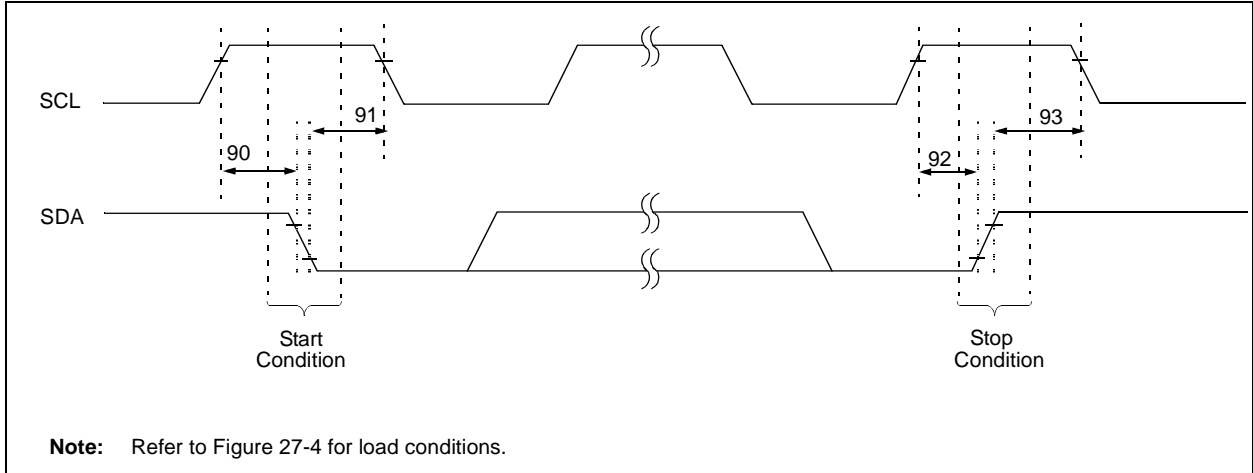 SCL
91
93
90
92
SDA
Start
Condition
Stop
Condition
Note: Refer to Figure 27-4 for load conditions.